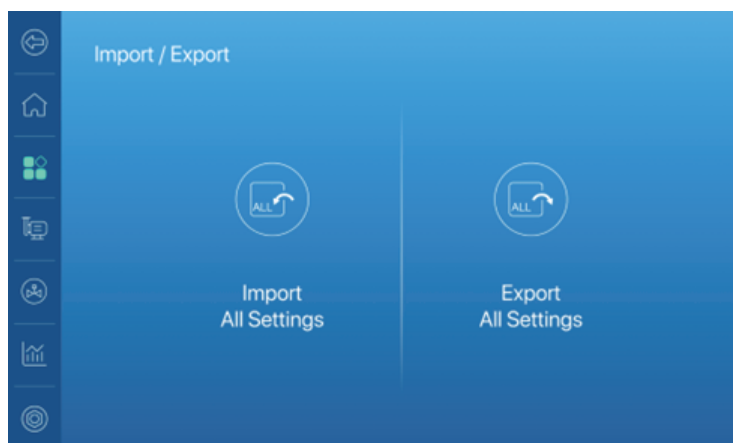 Import / Export
ALL
ALL
Import
All Settings
Export
All Settings